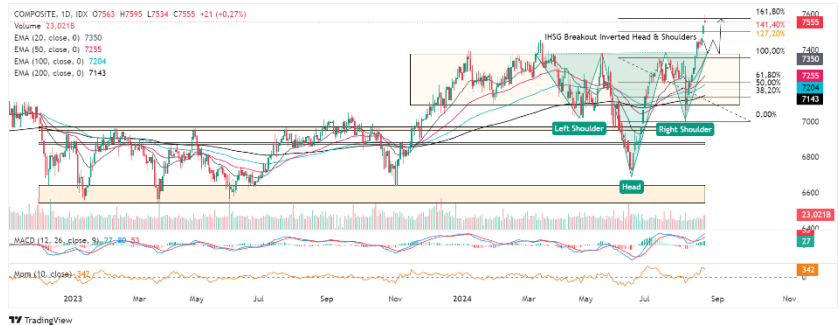 COMPOSITE, 1D, IDX O7563 H7595 L7534 C7555 +21 (+0,27%)
Volume 23,021B
EMA (20, close, 0) 7350
EMA (50, close, 0) 7255
EMA (100, close, 0) 7204
EMA (200, close, 0) 7143
161,80%
141,40%
127,20%
IHSG Breakout Inverted Head & Shoulders
100,00%
61,80%
50,00%
38,20%
0,00%
Left Shoulder
Right Shoulder
Head
7555
7400
7350
7255
7204
7143
7000
6800
6600
6400
23,021B
27
342
0
MACD (12, 26, close, 9) 27 80 53
Mom (10, close) 342
2023 Mar May Jul Sep Nov 2024 Mar May Jul Sep Nov
TradingView